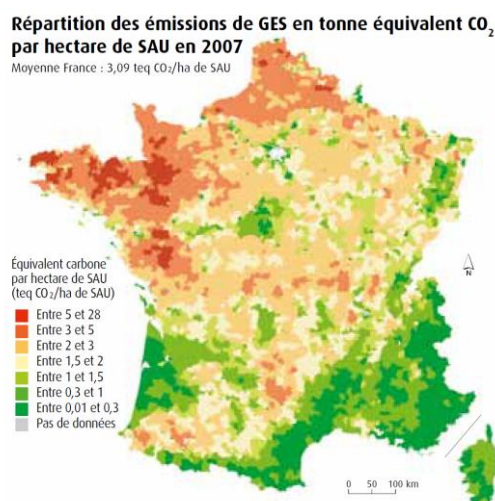 Répartition des émissions de GES en tonne équivalent CO₂
par hectare de SAU en 2007
Moyenne France : 3,09 teq CO₂/ha de SAU
Équivalent carbone
par hectare de SAU
(teq CO₂/ha de SAU)
Entre 5 et 28
Entre 3 et 5
Entre 2 et 3
Entre 1,5 et 2
Entre 1 et 1,5
Entre 0,3 et 1
Entre 0,01 et 0,3
Pas de données
N
0 50 100 km